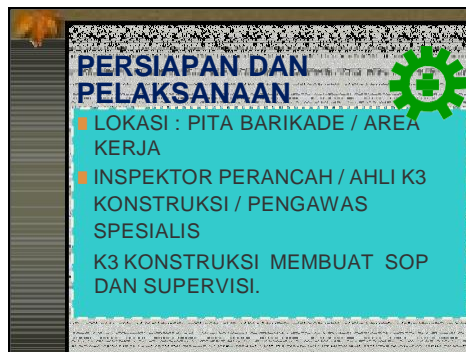 PERSIAPAN DAN
PELAKSANAAN
LOKASI : PITA BARIKADE / AREA
KERJA
INSPEKTOR PERANCAH / AHLI K3
KONSTRUKSI / PENGAWAS
SPESIALIS
K3 KONSTRUKSI MEMBUAT SOP
DAN SUPERVISI.